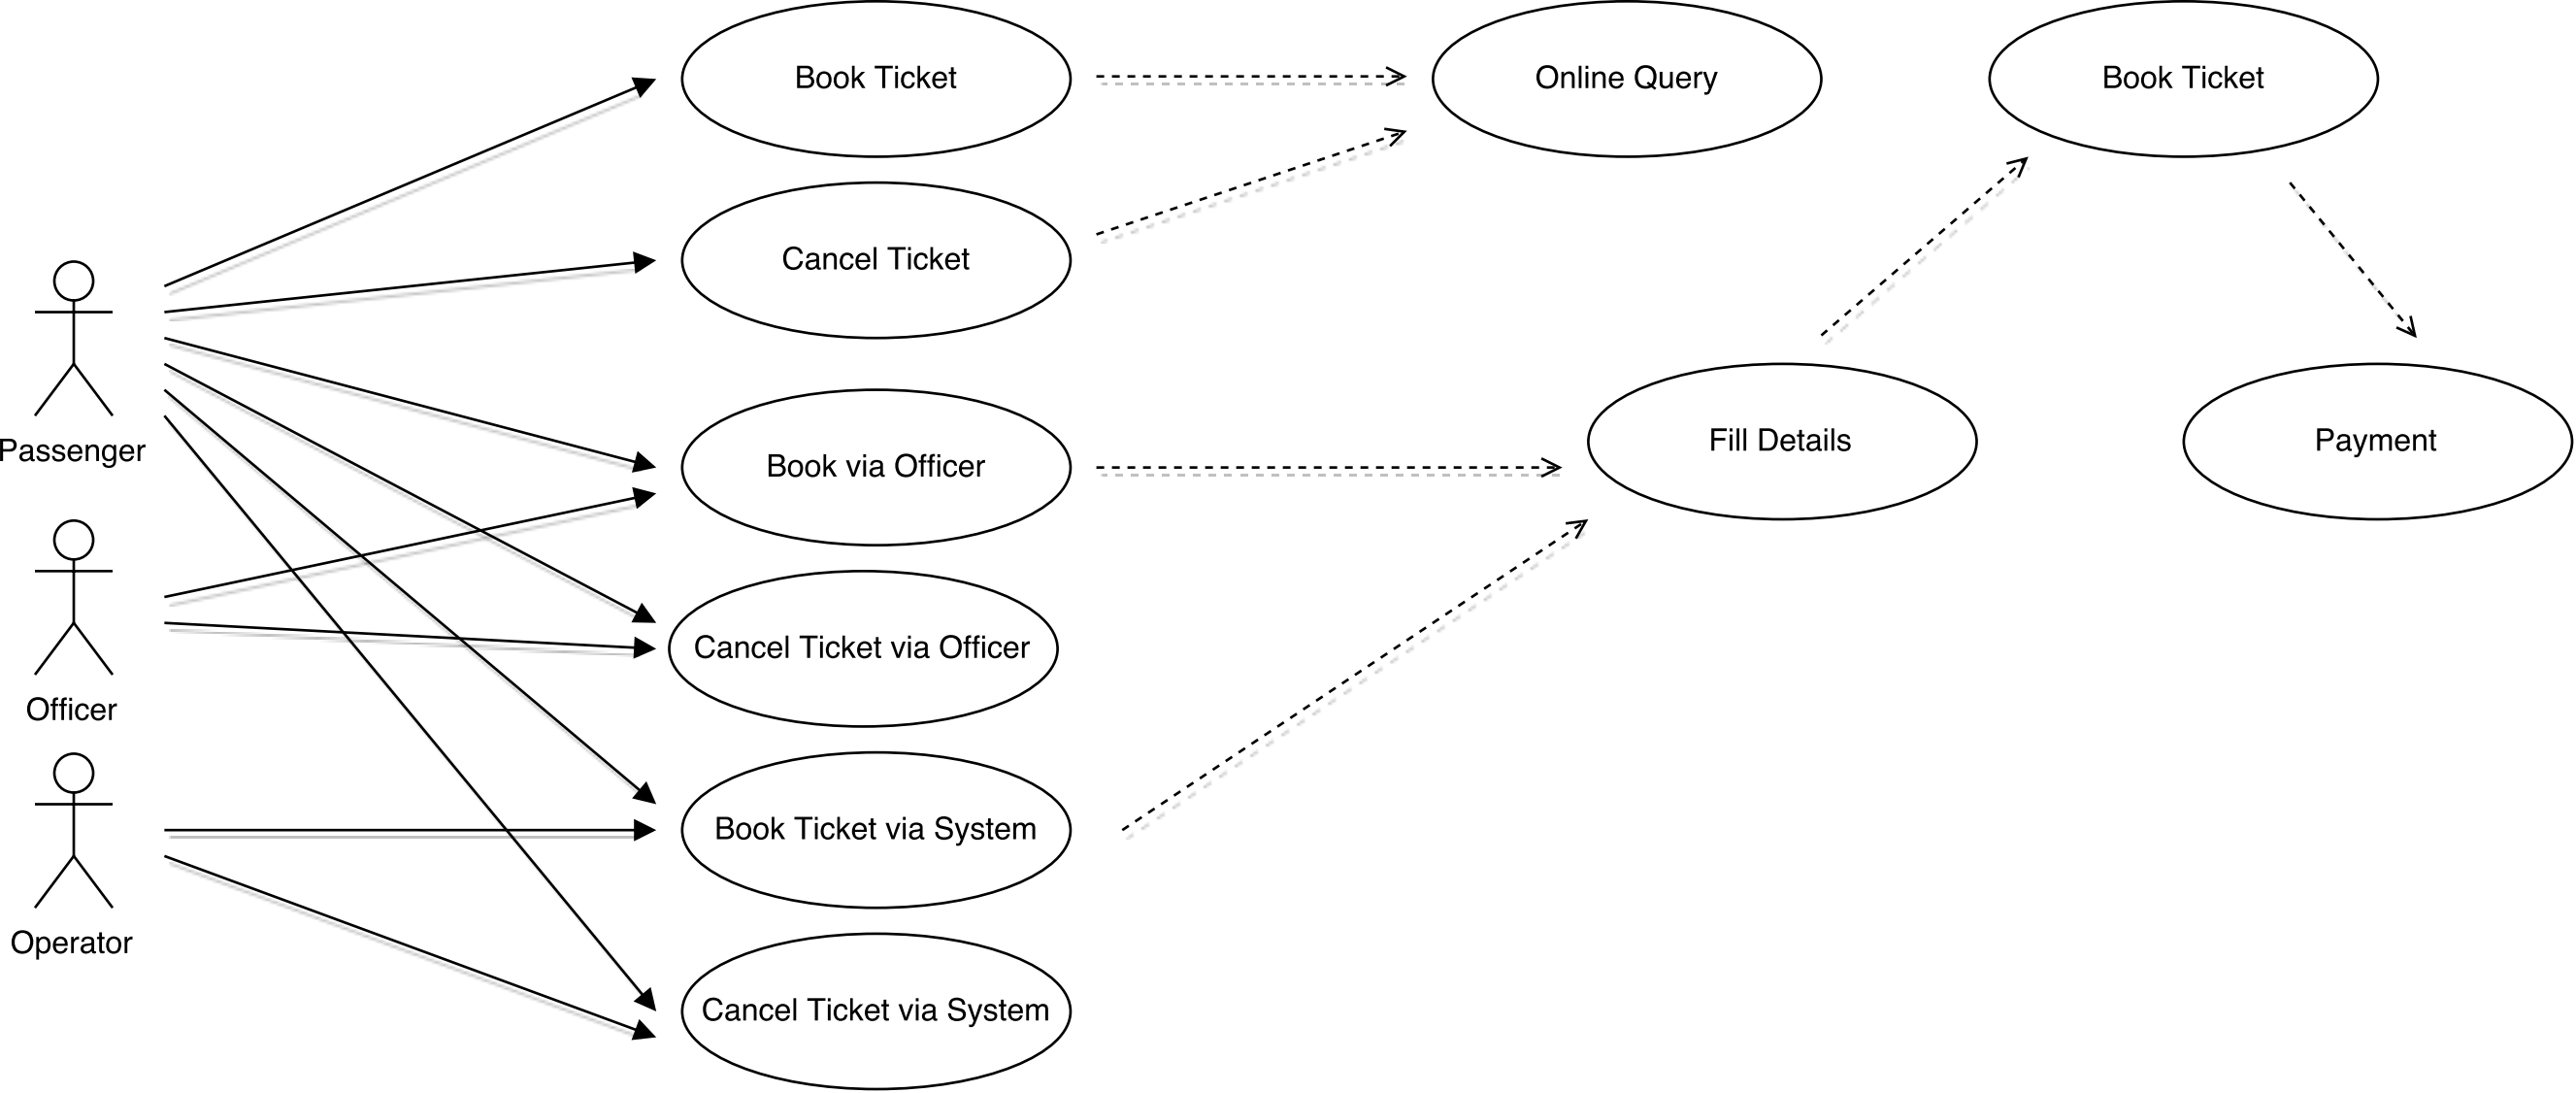 Book Ticket
Online Query
Book Ticket
Cancel Ticket
Passenger
Book via Officer
Fill Details
Payment
Officer
Cancel Ticket via Officer
Operator
Book Ticket via System
Cancel Ticket via System